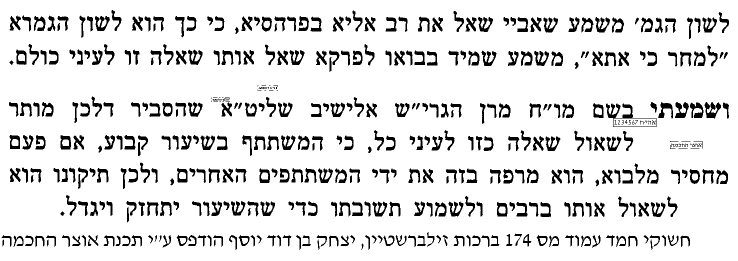 לשון הגמ׳ משמע שאביי שאל את רב אליא בפרהסיא, כי כך הוא לשון הגמרא
״למחר כי אתא״, משמע שמיד בבואו לפרקא שאל אותו שאלה זו לעיני כולם.
ושמעתי בשם מו״ח מרן הגרי״ש אלישיב שליט״א שהסביר דלכן מותר
לשאול שאלה כזו לעיני כל, כי המשתתף בשיעור קבוע, אם פעם
אוצר החכמה
אח״ח 1234567
מחסיר מלבוא, הוא מרפה בזה את ידי המשתתפים האחרים, ולכן תיקונו הוא
לשאול אותו ברבים ולשמוע תשובתו כדי שהשיעור יתחזק ויגדל.
חשוקי חמד עמוד מס 174 ברכות זילברשטיין, יצחק בן דוד יוסף הודפס ע״י תכנת אוצר החכמה